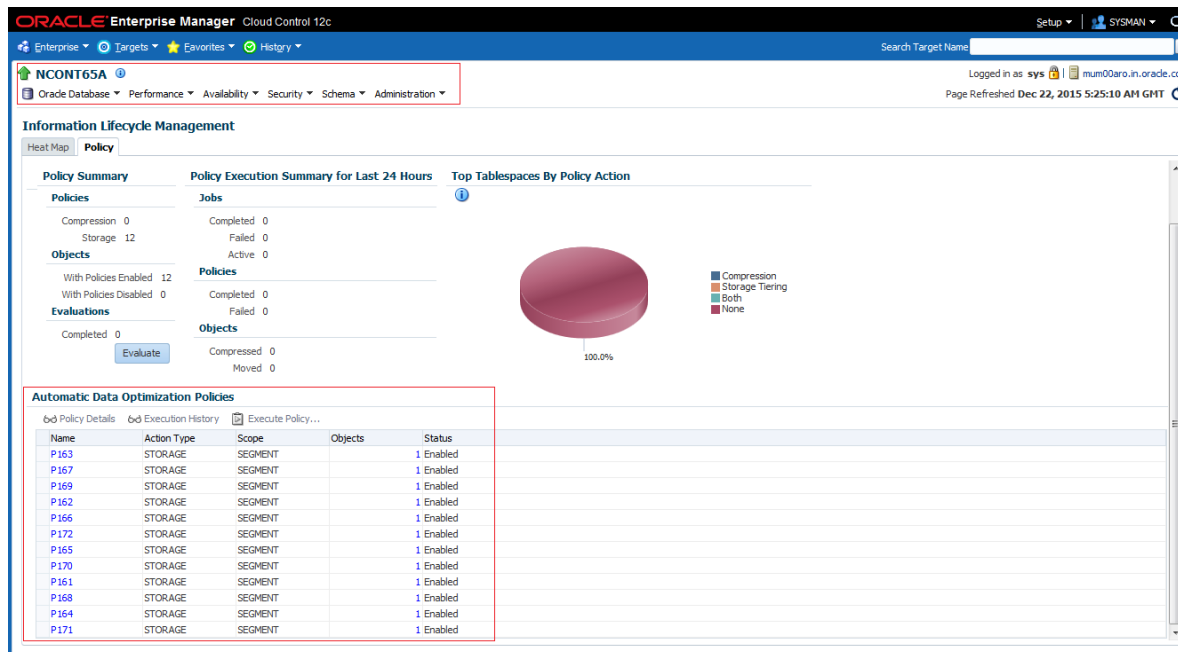 ORACLE Enterprise Manager Cloud Control 12c
Setup SYSMAN
Enterprise Targets Favorites History Search Target Name
NCONT65A
Logged in as sys mum00aro.in.oracle.co
Oracle Database Performance Availability Security Schema Administration
Page Refreshed Dec 22, 2015 5:25:10 AM GMT
Information Lifecycle Management
Heat Map Policy
Policy Summary
Policies
Compression 0
Storage 12
Objects
With Policies Enabled 12
With Policies Disabled 0
Evaluations
Completed 0
Evaluate
Policy Execution Summary for Last 24 Hours
Jobs
Completed 0
Failed 0
Active 0
Policies
Completed 0
Failed 0
Objects
Compressed 0
Moved 0
Top Tablespaces By Policy Action
100.0%
Compression
Storage Tiering
Both
None
Automatic Data Optimization Policies
Policy Details Execution History Execute Policy...
Name Action Type Scope Objects Status
P163 STORAGE SEGMENT 1 Enabled
P167 STORAGE SEGMENT 1 Enabled
P169 STORAGE SEGMENT 1 Enabled
P162 STORAGE SEGMENT 1 Enabled
P166 STORAGE SEGMENT 1 Enabled
P172 STORAGE SEGMENT 1 Enabled
P165 STORAGE SEGMENT 1 Enabled
P170 STORAGE SEGMENT 1 Enabled
P161 STORAGE SEGMENT 1 Enabled
P168 STORAGE SEGMENT 1 Enabled
P164 STORAGE SEGMENT 1 Enabled
P171 STORAGE SEGMENT 1 Enabled